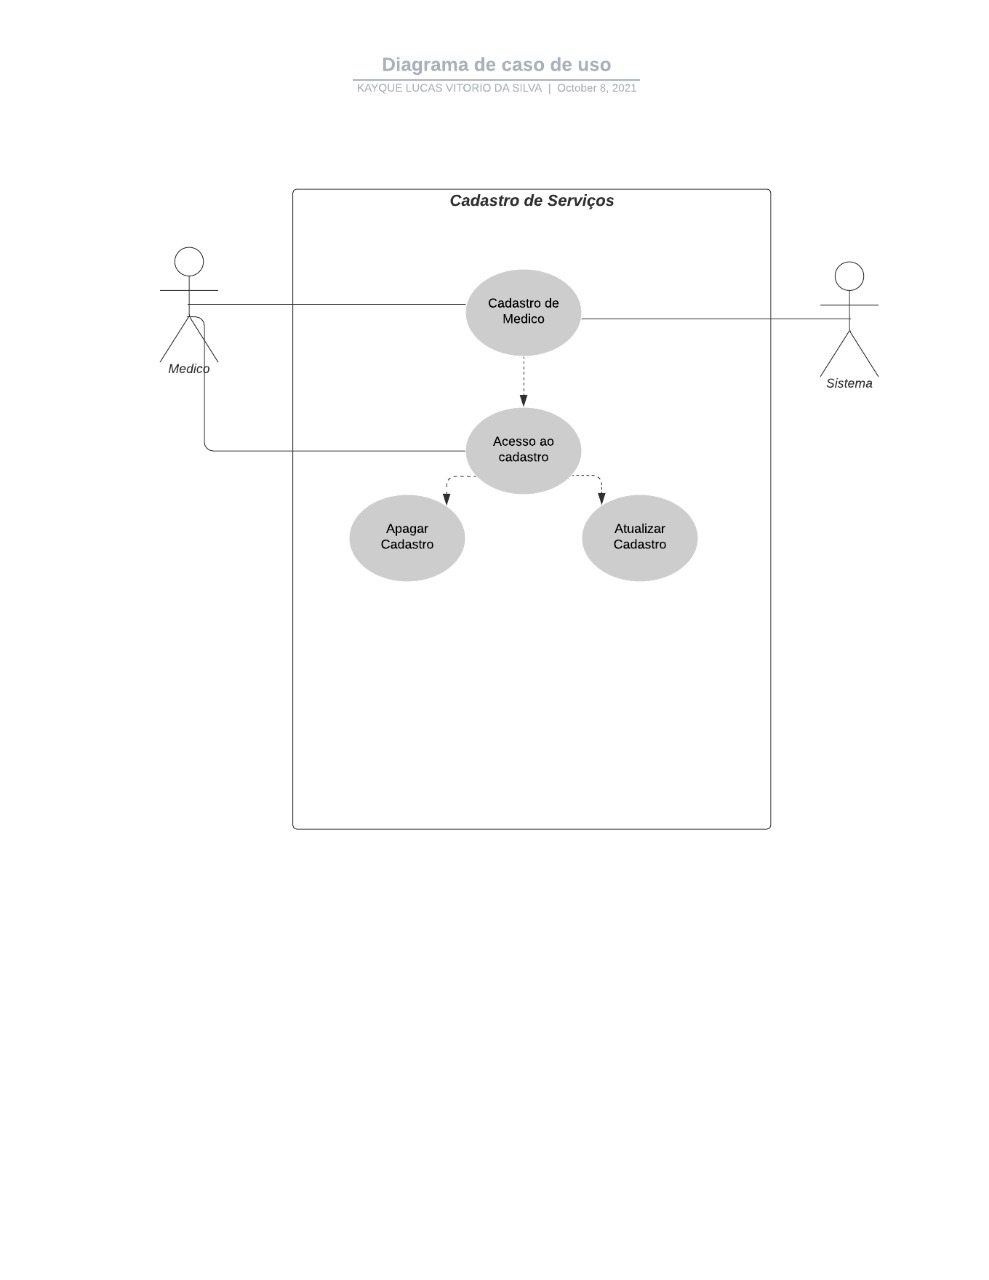 Diagrama de caso de uso
KAYQUE LUCAS VITORIO DA SILVA | October 8, 2021
Cadastro de Serviços
Cadastro de
Medico
Medico
Sistema
Acesso ao
cadastro
Apagar
Cadastro
Atualizar
Cadastro